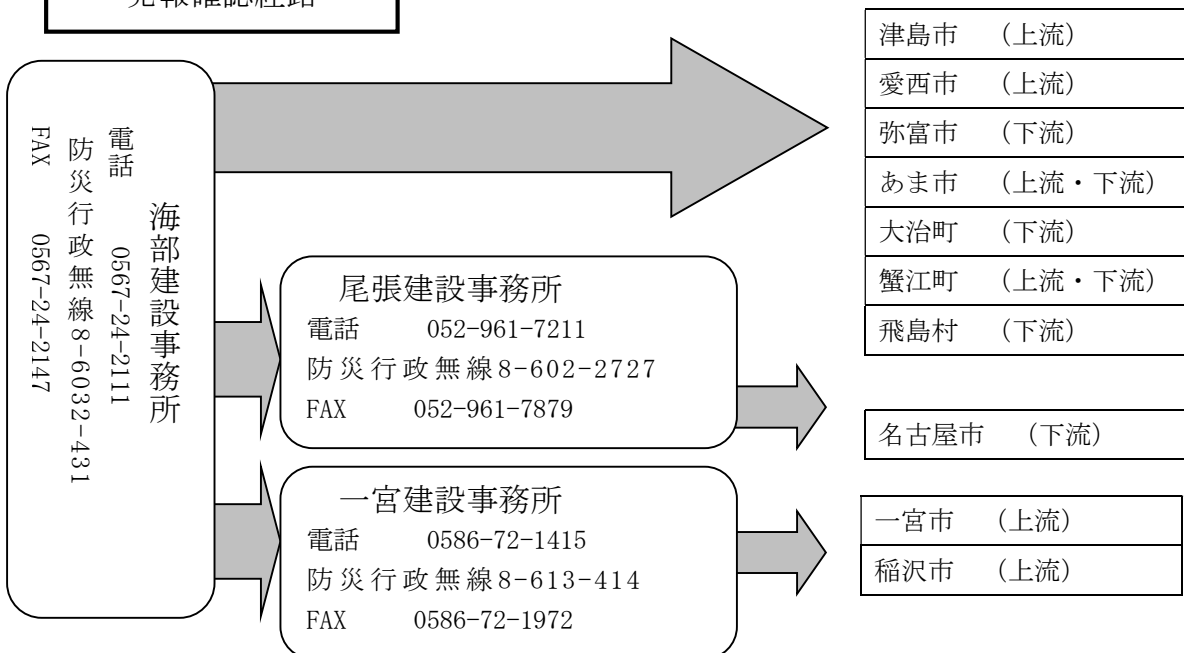 発報確認経路
海部建設事務所
電話 0567-24-2111
防災行政無線8-6032-431
FAX 0567-24-2147
尾張建設事務所
電話 052-961-7211
防災行政無線8-602-2727
FAX 052-961-7879
一宮建設事務所
電話 0586-72-1415
防災行政無線8-613-414
FAX 0586-72-1972
津島市 (上流)
愛西市 (上流)
弥富市 (下流)
あま市 (上流・下流)
大治町 (下流)
蟹江町 (上流・下流)
飛島村 (下流)
名古屋市 (下流)
一宮市 (上流)
稲沢市 (上流)